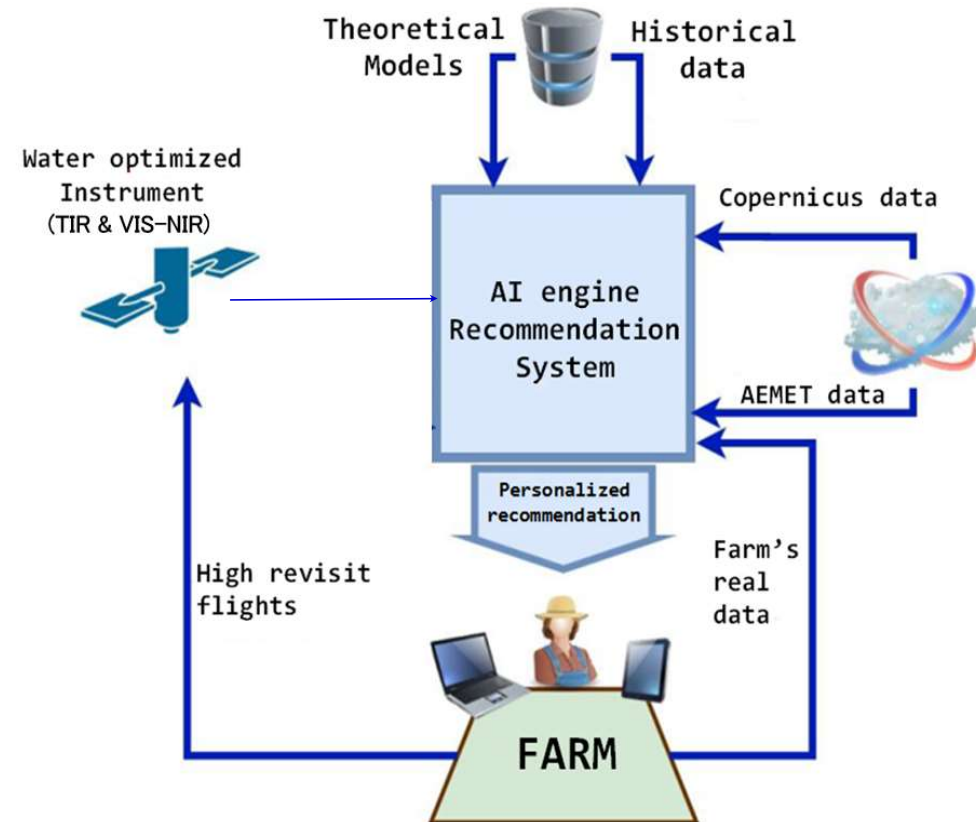 Theoretical
Models
Historical
data
Water optimized
Instrument
(TIR & VIS-NIR)
Copernicus data
AI engine
Recommendation
System
AEMET data
Personalized
recommendation
High revisit
flights
Farm's
real
data
FARM